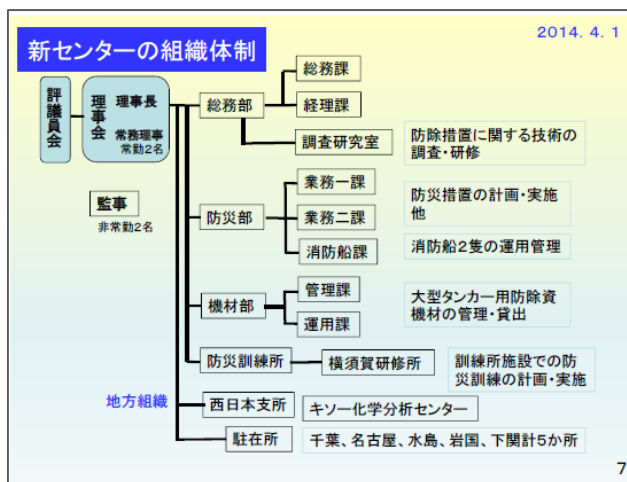 2014. 4. 1
新センターの組織体制
評議員会
理事会
理事長
常務理事
常勤2名
監事
非常勤2名
総務部
総務課
経理課
調査研究室
防除措置に関する技術の
調査・研修
防災部
業務一課
業務二課
消防船課
防災措置の計画・実施
他
消防船2隻の運用管理
機材部
管理課
運用課
大型タンカー用防除資
機材の管理・貸出
防災訓練所
横須賀研修所
訓練所施設での防
災訓練の計画・実施
地方組織
西日本支所
キソー化学分析センター
駐在所
千葉、名古屋、水島、岩国、下関計5か所
7